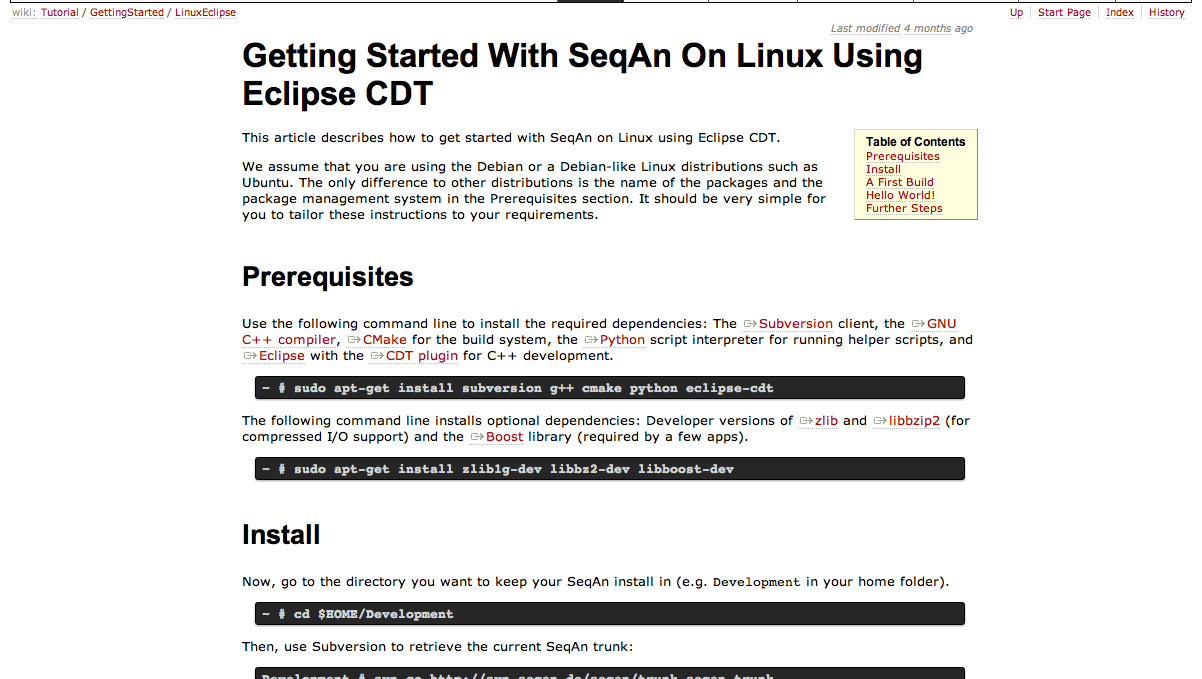 wiki: Tutorial / GettingStarted / LinuxEclipse
Up Start Page Index History
Last modified 4 months ago
Getting Started With SeqAn On Linux Using
Eclipse CDT
This article describes how to get started with SeqAn on Linux using Eclipse CDT.
We assume that you are using the Debian or a Debian-like Linux distributions such as
Ubuntu. The only difference to other distributions is the name of the packages and the
package management system in the Prerequisites section. It should be very simple for
you to tailor these instructions to your requirements.
Table of Contents
Prerequisites
Install
A First Build
Hello World!
Further Steps
Prerequisites
Use the following command line to install the required dependencies: The Subversion client, the GNU
C++ compiler, CMake for the build system, the Python script interpreter for running helper scripts, and
Eclipse with the CDT plugin for C++ development.
~ # sudo apt-get install subversion g++ cmake python eclipse-cdt
The following command line installs optional dependencies: Developer versions of zlib and libbzip2 (for
compressed I/O support) and the Boost library (required by a few apps).
~ # sudo apt-get install zlib1g-dev libbz2-dev libboost-dev
Install
Now, go to the directory you want to keep your SeqAn install in (e.g. Development in your home folder).
~ # cd $HOME/Development
Then, use Subversion to retrieve the current SeqAn trunk:
Development # svn co http://svn.seqan.de/seqan/trunk seqan-trunk